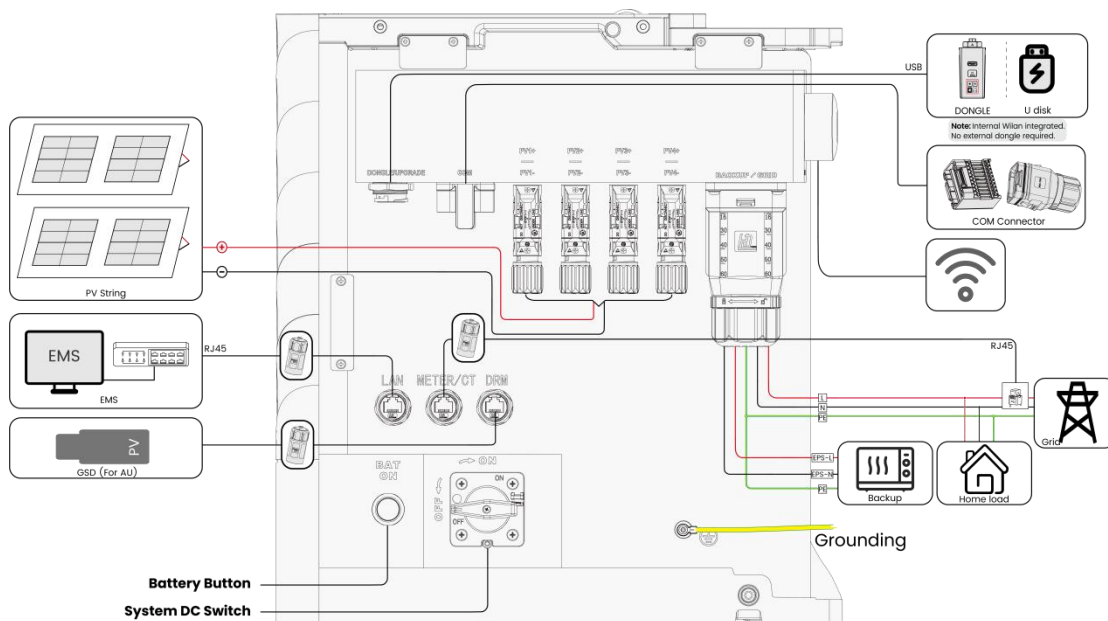 USB
DONGLE
U disk
Note: Internal Wilan integrated.
No external dongle required.
PV1+
PV2+
PV3+
PV4+
PV1-
PV2-
PV3-
PV4-
DONGLE/UPGRADE
COM
BACKUP/GRID
COM Connector
PV String
EMS
EMS
RJ45
RJ45
LAN
METER/CT
DRM
L
N
PE
Grid
PV
GSD (For AU)
BAT
ON
ON
OFF
ON
OFF
EPS-L
EPS-N
PE
Backup
Home load
Grounding
Battery Button
System DC Switch